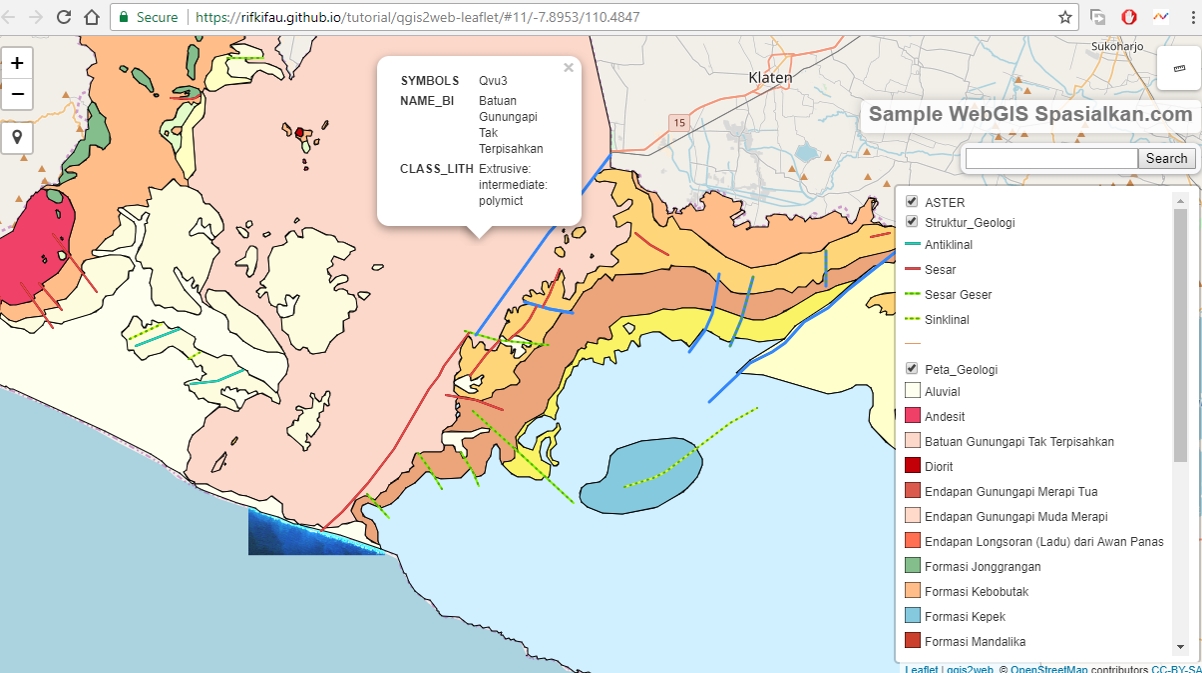 Secure
https://rifkifau.github.io/tutorial/qgis2web-leaflet/#11/-7.8953/110.4847
Sukoharjo
Klaten
15
+
−
SYMBOLS Qvu3
NAME_BI Batuan
Gunungapi
Tak
Terpisahkan
CLASS_LITH Extrusive:
intermediate:
polymict
×
Sample WebGIS Spasialkan.com
Search
ASTER
Struktur_Geologi
Antiklinal
Sesar
Sesar Geser
Sinklinal
Peta_Geologi
Aluvial
Andesit
Batuan Gunungapi Tak Terpisahkan
Diorit
Endapan Gunungapi Merapi Tua
Endapan Gunungapi Muda Merapi
Endapan Longsoran (Ladu) dari Awan Panas
Formasi Jonggrangan
Formasi Kebobutak
Formasi Kepek
Formasi Mandalika
Leaflet | qgis2web, © OpenStreetMap contributors CC-BY-SA